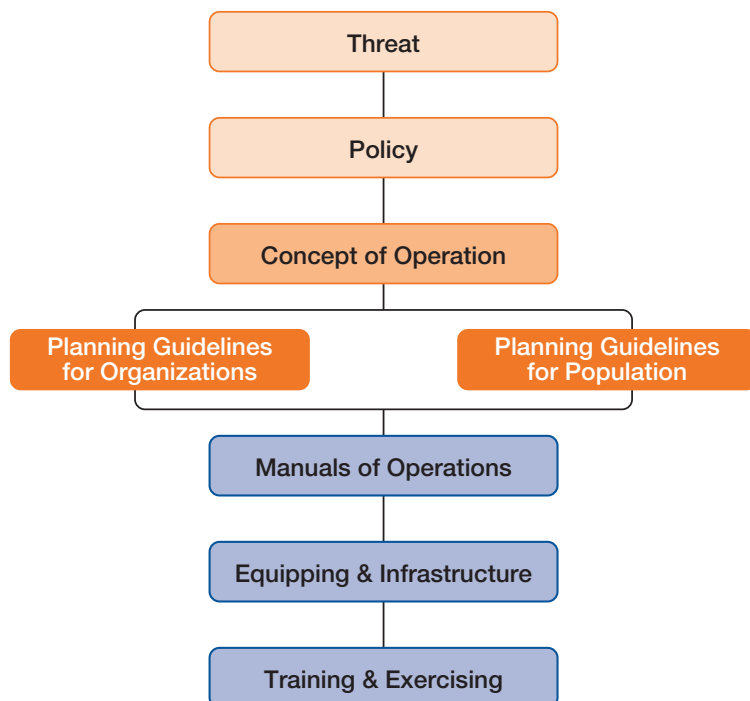 Threat
Policy
Concept of Operation
Planning Guidelines
for Organizations
Planning Guidelines
for Population
Manuals of Operations
Equipping & Infrastructure
Training & Exercising